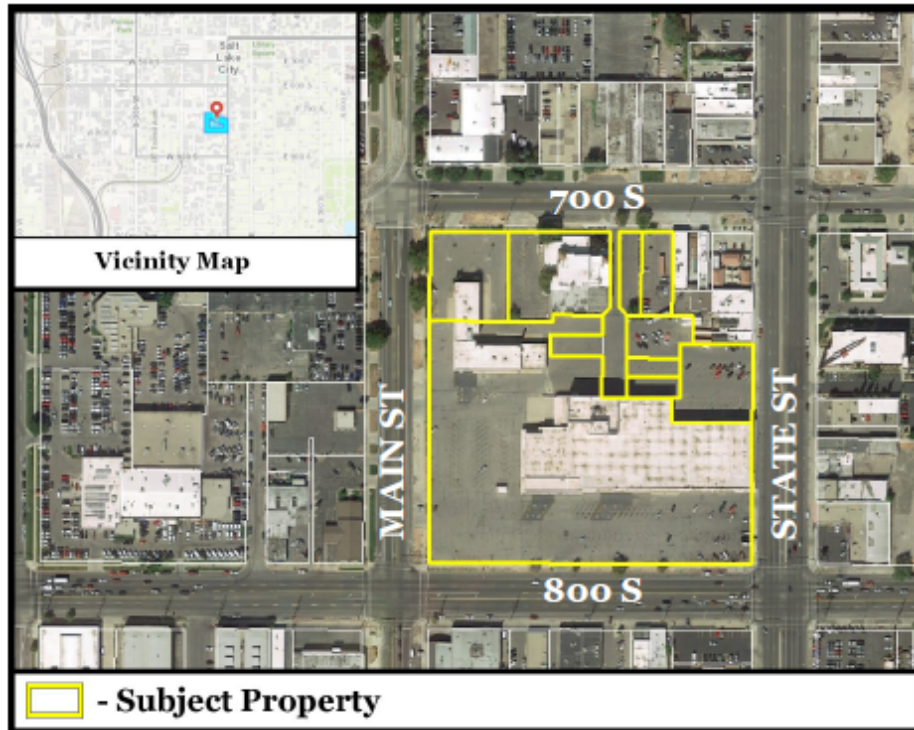 Salt
Lake
City
Vicinity Map
700 S
MAIN ST
STATE ST
800 S
- Subject Property